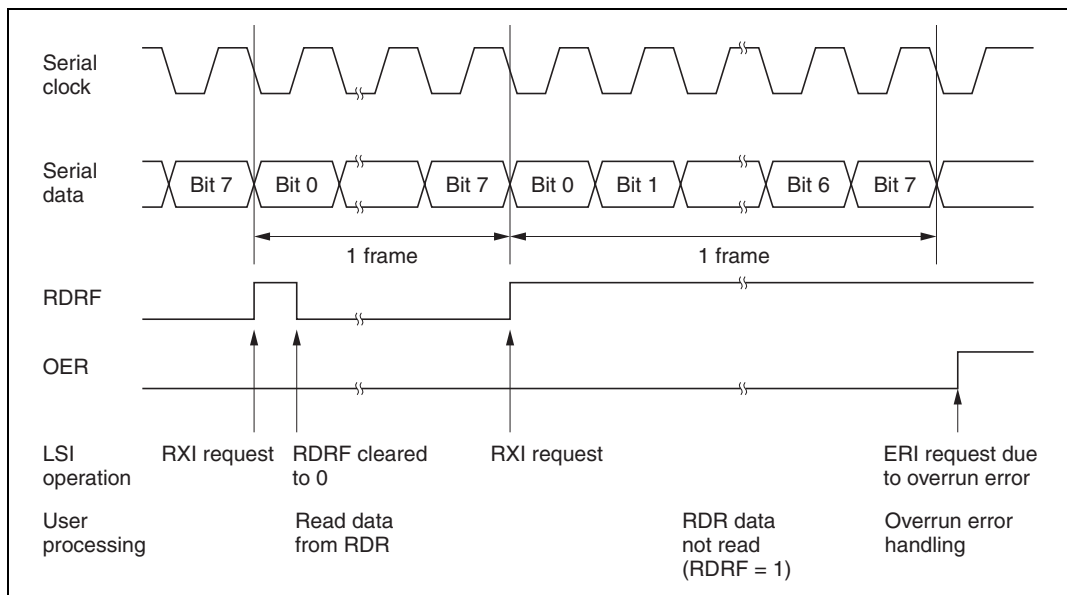 Serial
clock
Serial
data
Bit 7
Bit 0
Bit 7
Bit 0
Bit 1
Bit 6
Bit 7
1 frame
1 frame
RDRF
OER
LSI
operation
RXI request
RDRF cleared
to 0
RXI request
ERI request due
to overrun error
User
processing
Read data
from RDR
RDR data
not read
(RDRF = 1)
Overrun error
handling